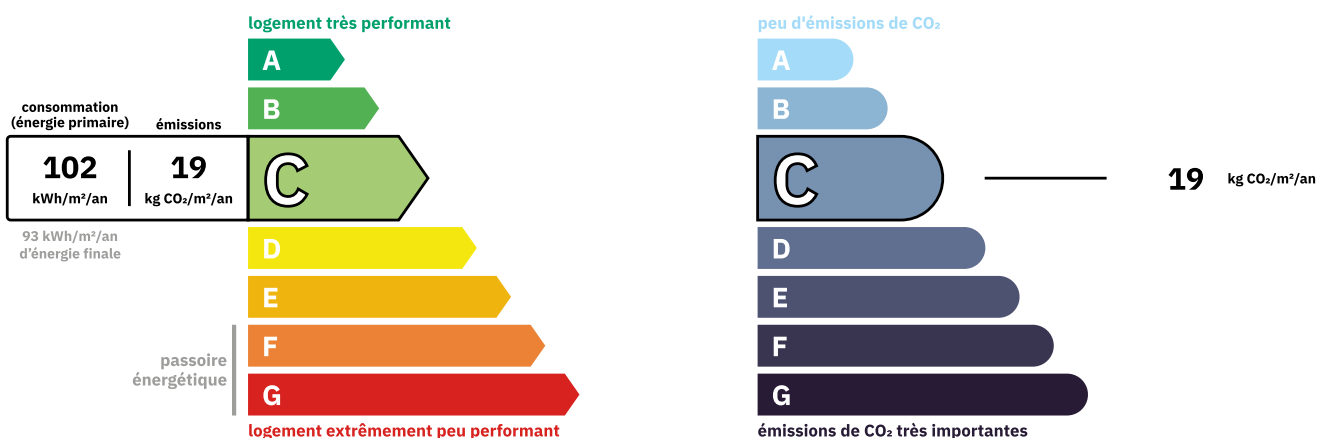 logement très performant
A
B
consommation
(énergie primaire)
émissions
102
kWh/m²/an
19
kg CO₂/m²/an
C
93 kWh/m²/an
d'énergie finale
D
E
passoire
énergétique
F
G
logement extrêmement peu performant
peu d'émissions de CO₂
A
B
C
19 kg CO₂/m²/an
D
E
F
G
émissions de CO₂ très importantes